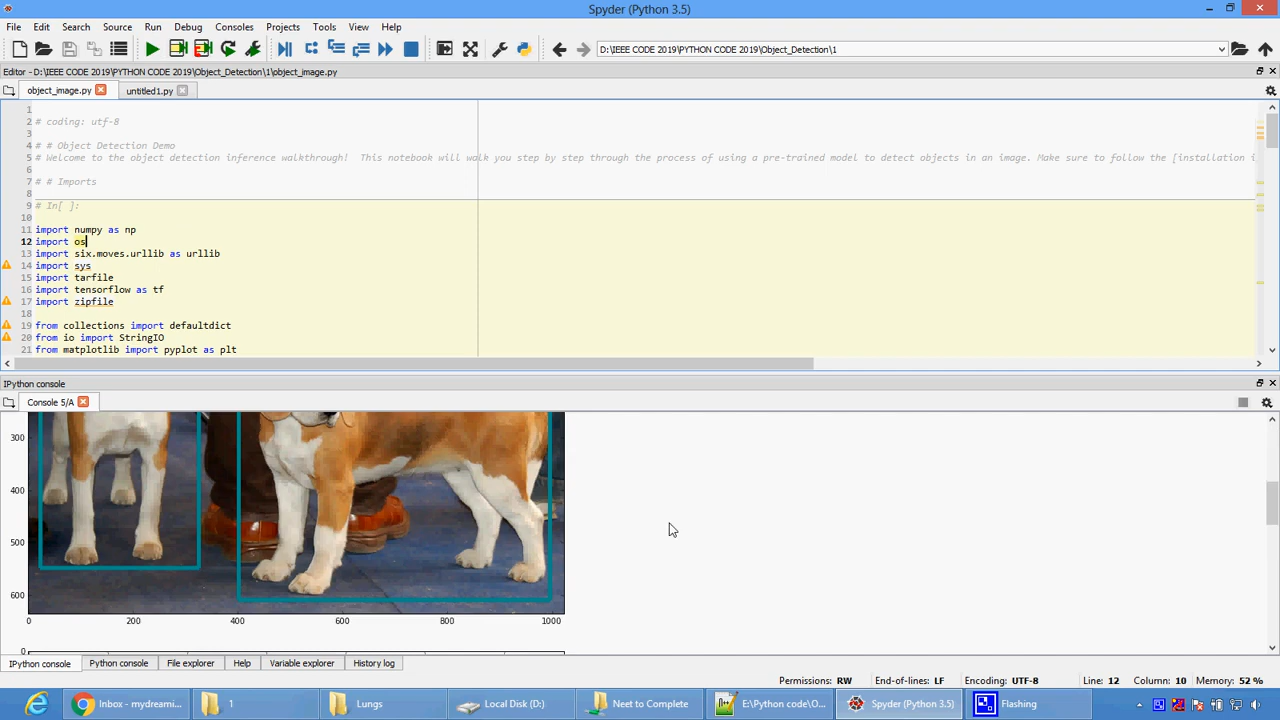 Spyder (Python 3.5)
File Edit Search Source Run Debug Consoles Projects Tools View Help
D:\IEEE CODE 2019\PYTHON CODE 2019\Object_Detection\1
Editor - D:\IEEE CODE 2019\PYTHON CODE 2019\Object_Detection\1\object_image.py
object_image.py untitled1.py
1
2 # coding: utf-8
3
4 # # Object Detection Demo
5 # Welcome to the object detection inference walkthrough!  This notebook will walk you step by step through the process of using a pre-trained model to detect objects in an image. Make sure to follow the [installation i
6
7 # # Imports
8
9 # In[ ]:
10
11 import numpy as np
12 import os
13 import six.moves.urllib as urllib
14 import sys
15 import tarfile
16 import tensorflow as tf
17 import zipfile
18
19 from collections import defaultdict
20 from io import StringIO
21 from matplotlib import pyplot as plt
IPython console
Console 5/A
300
400
500
600
0 200 400 600 800 1000
0
IPython console Python console File explorer Help Variable explorer History log
Permissions: RW End-of-lines: LF Encoding: UTF-8 Line: 12 Column: 10 Memory: 52 %
Inbox - mydreami... 1 Lungs Local Disk (D:) Neet to Complete E:\Python code\O... Spyder (Python 3.5) Flashing